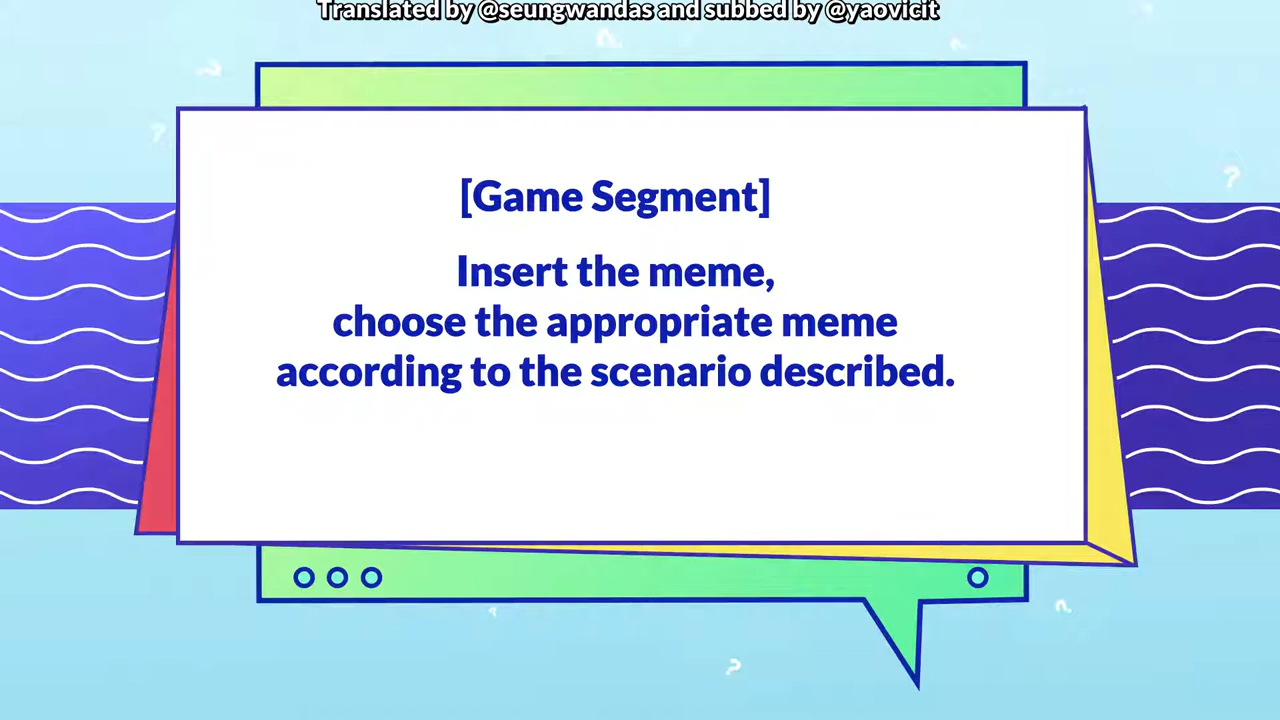 Translated by @seungwandas and subbed by @yaovicit
[Game Segment]
Insert the meme,
choose the appropriate meme
according to the scenario described.